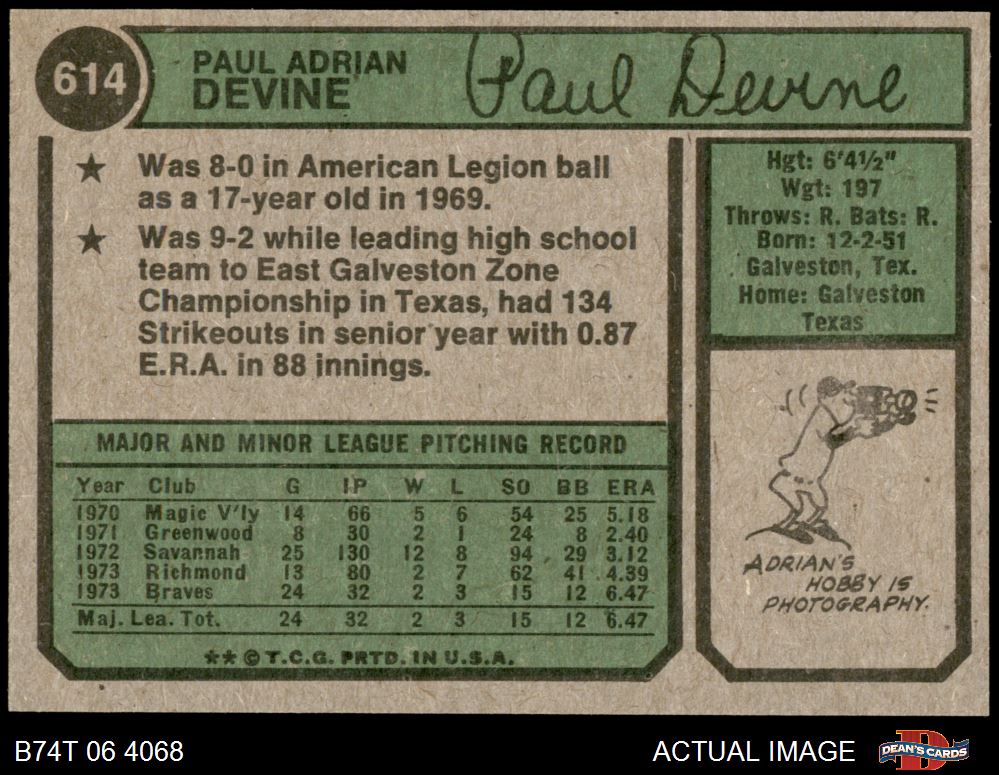 614
PAUL ADRIAN
DEVINE
Paul Devine
★ Was 8-0 in American Legion ball
as a 17-year old in 1969.
★ Was 9-2 while leading high school
team to East Galveston Zone
Championship in Texas, had 134
Strikeouts in senior year with 0.87
E.R.A. in 88 innings.
Hgt: 6'4½"
Wgt: 197
Throws: R. Bats: R.
Born: 12-2-51
Galveston, Tex.
Home: Galveston
Texas
MAJOR AND MINOR LEAGUE PITCHING RECORD
Year Club G IP W L SO BB ERA
1970 Magic V'ly 14 66 5 6 54 25 5.18
1971 Greenwood 8 30 2 1 24 8 2.40
1972 Savannah 25 130 12 8 94 29 3.12
1973 Richmond 13 80 2 7 62 41 4.39
1973 Braves 24 32 2 3 15 12 6.47
Maj. Lea. Tot. 24 32 2 3 15 12 6.47
** © T.C.G. PRTD. IN U.S.A.
ADRIAN'S
HOBBY IS
PHOTOGRAPHY.
B74T 06 4068
ACTUAL IMAGE
D
DEAN'S CARDS